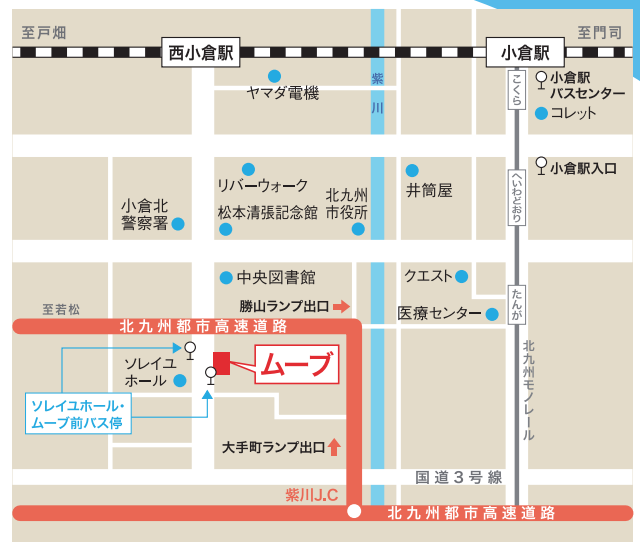 至戸畑
至門司
西小倉駅
小倉駅
ヤマダ電機
紫川
こくら
小倉駅
バスセンター
コレット
小倉駅入口
リバーウォーク
井筒屋
へいわどおり
小倉北
警察署
松本清張記念館
北九州
市役所
中央図書館
クエスト
たんが
勝山ランプ出口
医療センター
至若松
北九州都市高速道路
北九州モノレール
ソレイユ
ホール
ムーブ
ソレイユホール・
ムーブ前バス停
大手町ランプ出口
国道3号線
紫川J.C
北九州都市高速道路